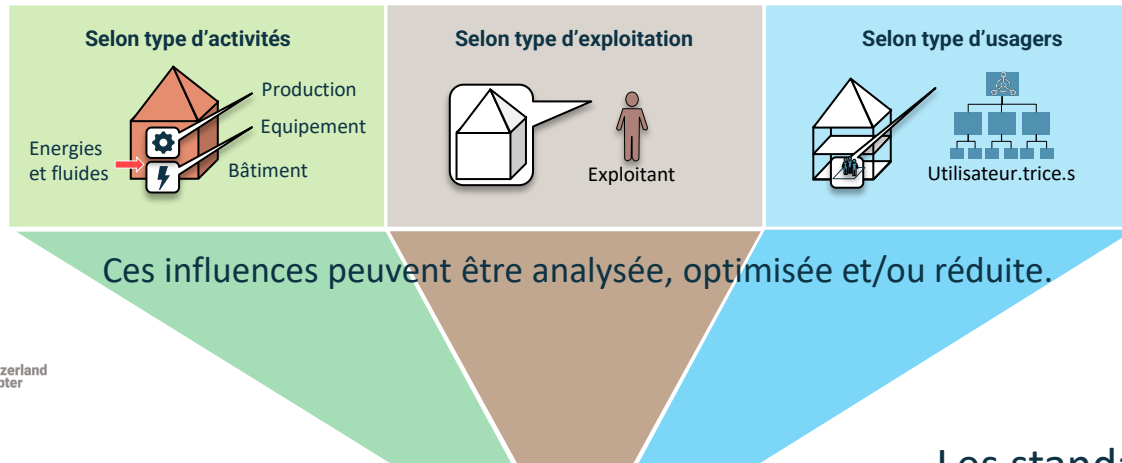 Selon type d'activités
Production
Equipement
Energies
et fluides
Bâtiment
Selon type d'exploitation
Exploitant
Selon type d'usagers
Utilisateur.trice.s
Ces influences peuvent être analysée, optimisée et/ou réduite.
Les